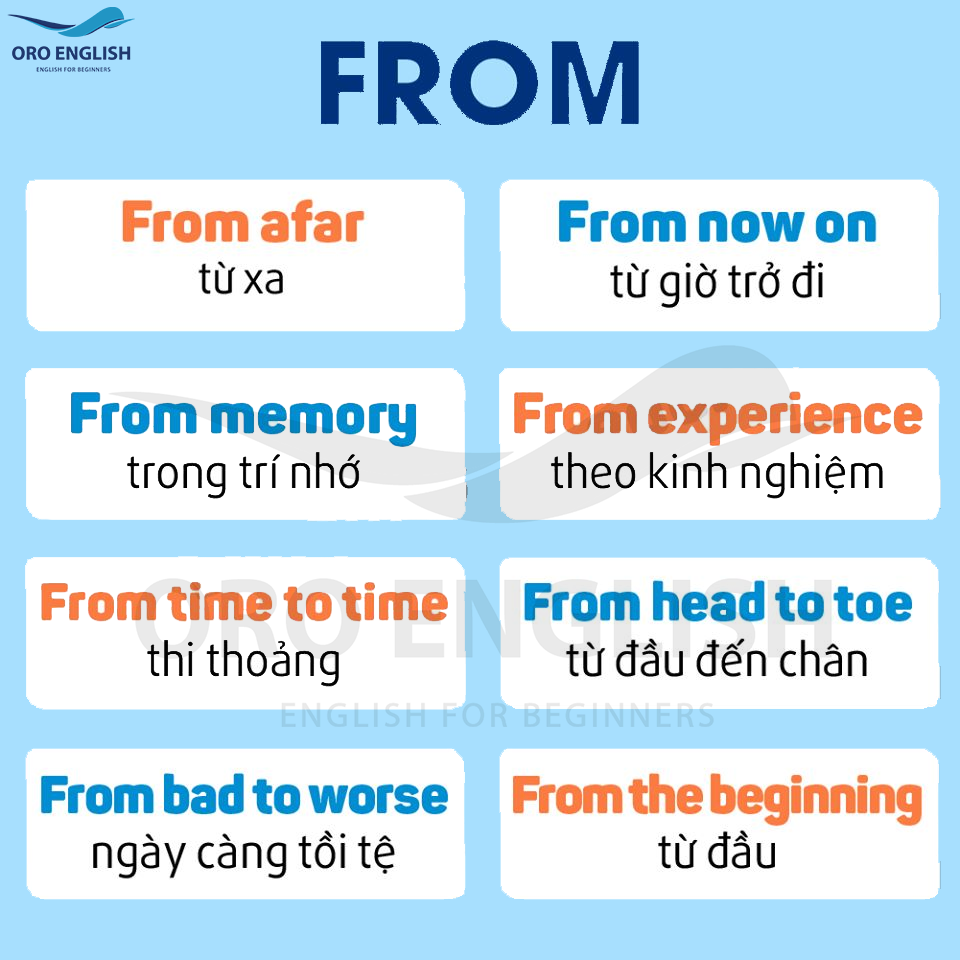 ORO ENGLISH
ENGLISH FOR BEGINNERS
FROM
From afar
từ xa
From now on
từ giờ trở đi
From memory
trong trí nhớ
From experience
theo kinh nghiệm
From time to time
thi thoảng
From head to toe
từ đầu đến chân
ORO ENGLISH
ENGLISH FOR BEGINNERS
From bad to worse
ngày càng tồi tệ
From the beginning
từ đầu